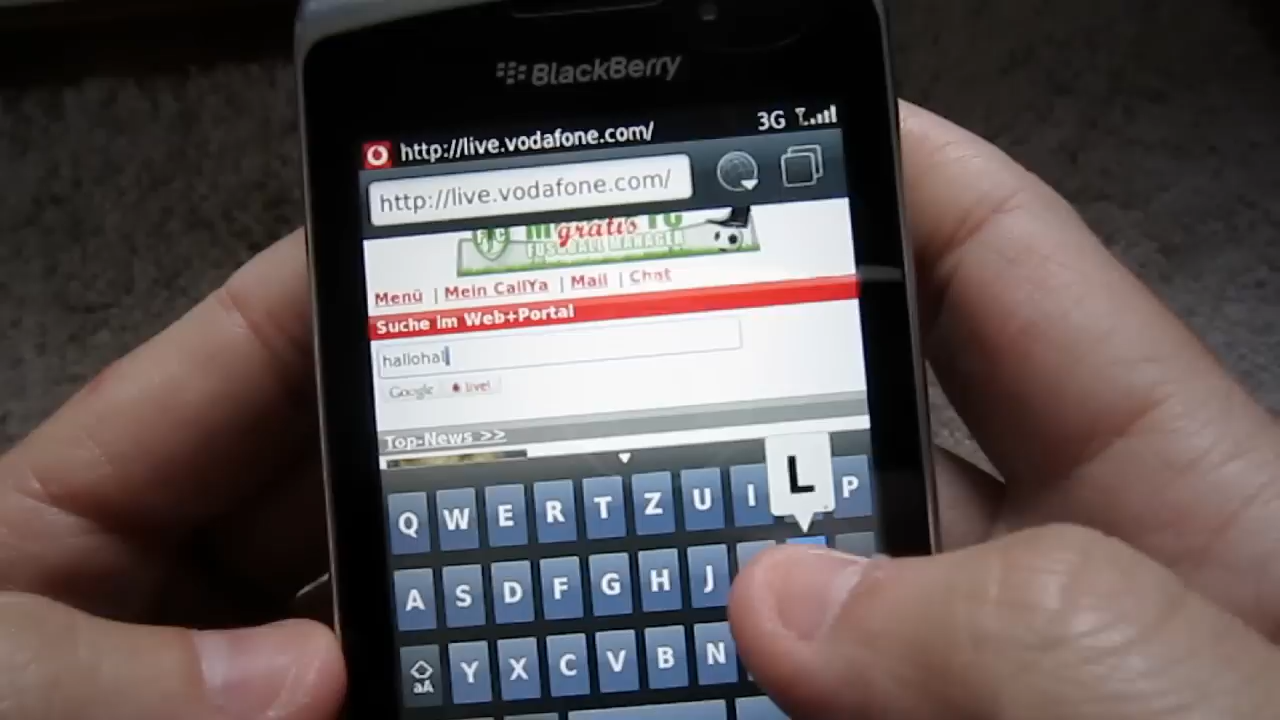 BlackBerry
http://live.vodafone.com/ 3G
http://live.vodafone.com/
gratis FC
FUSSBALL MANAGER
Menü | Mein CallYa | Mail | Chat
Suche im Web+Portal
hallohal
Google live!
Top-News >>
L
Q W E R T Z U I P
A S D F G H J
aA Y X C V B N